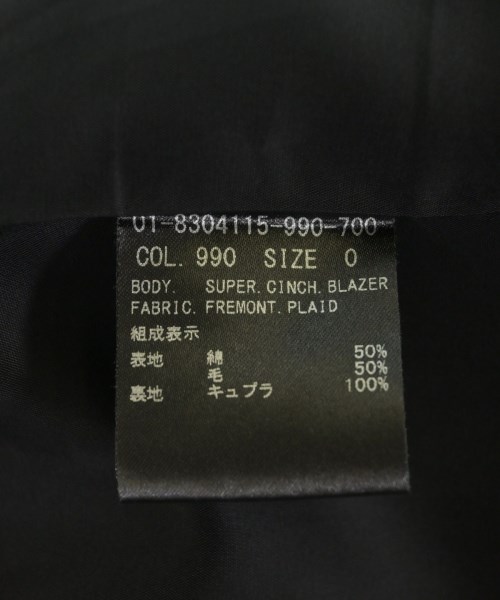 01-8304115-990-700
COL. 990 SIZE 0
BODY. SUPER. CINCH. BLAZER
FABRIC. FREMONT. PLAID
組成表示
表地 綿 50%
毛 50%
裏地 キュプラ 100%